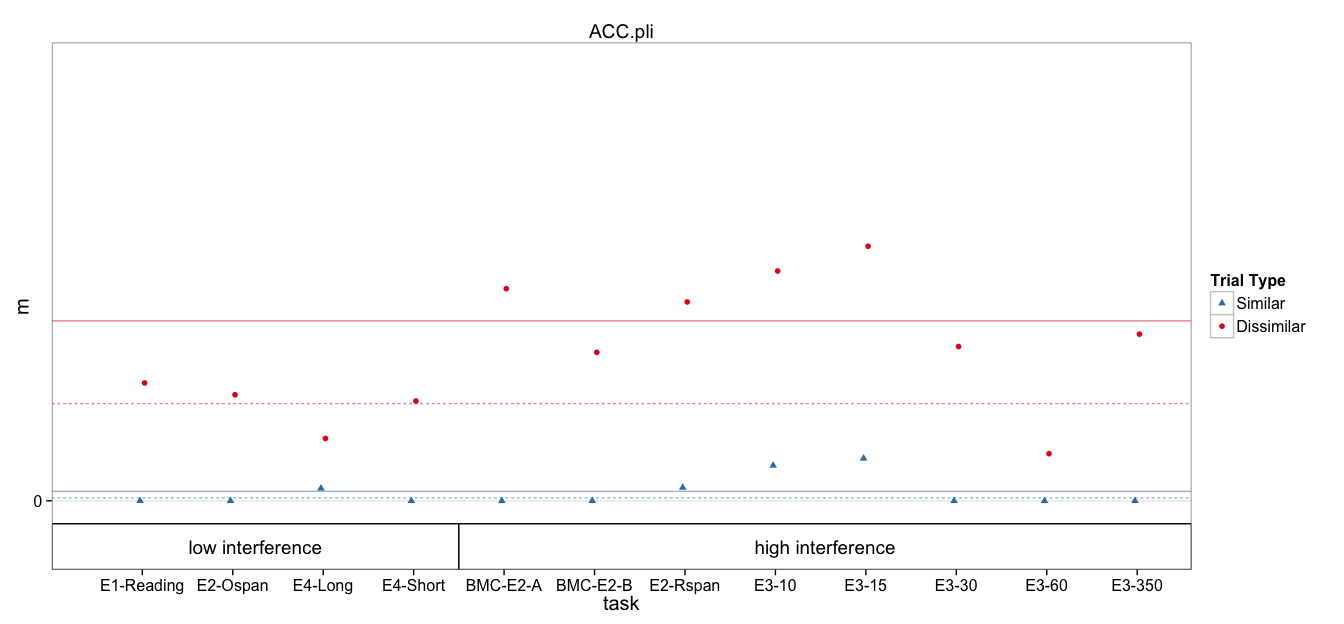 ACC.pli
m
0
Trial Type
Similar
Dissimilar
low interference
high interference
E1-Reading E2-Ospan E4-Long E4-Short BMC-E2-A BMC-E2-B E2-Rspan E3-10 E3-15 E3-30 E3-60 E3-350
task